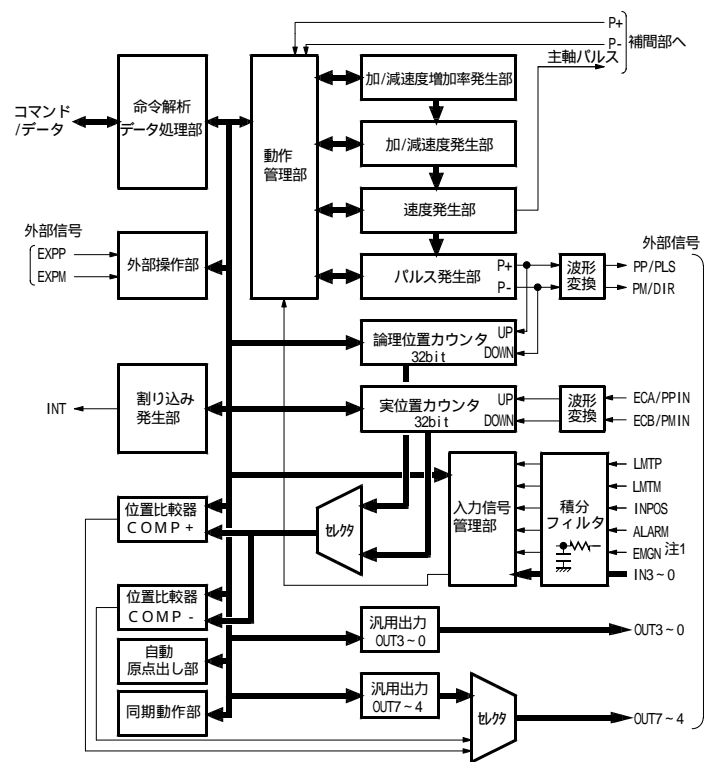 P+
P-
補間部へ
主軸パルス
コマンド
/データ
命令解析
データ処理部
動作
管理部
加/減速度増加率発生部
加/減速度発生部
速度発生部
パルス発生部
P+
P-
波形
変換
外部信号
PP/PLS
PM/DIR
外部信号
EXPP
EXPM
外部操作部
論理位置カウンタ
32bit
UP
DOWN
INT
割り込み
発生部
実位置カウンタ
32bit
UP
DOWN
波形
変換
ECA/PPIN
ECB/PMIN
位置比較器
COMP+
位置比較器
COMP-
セレクタ
入力信号
管理部
積分
フィルタ
LMTP
LMTM
INPOS
ALARM
EMGN 注1
IN3~0
自動
原点出し部
同期動作部
汎用出力
OUT3~0
OUT3~0
汎用出力
OUT7~4
セレクタ
OUT7~4